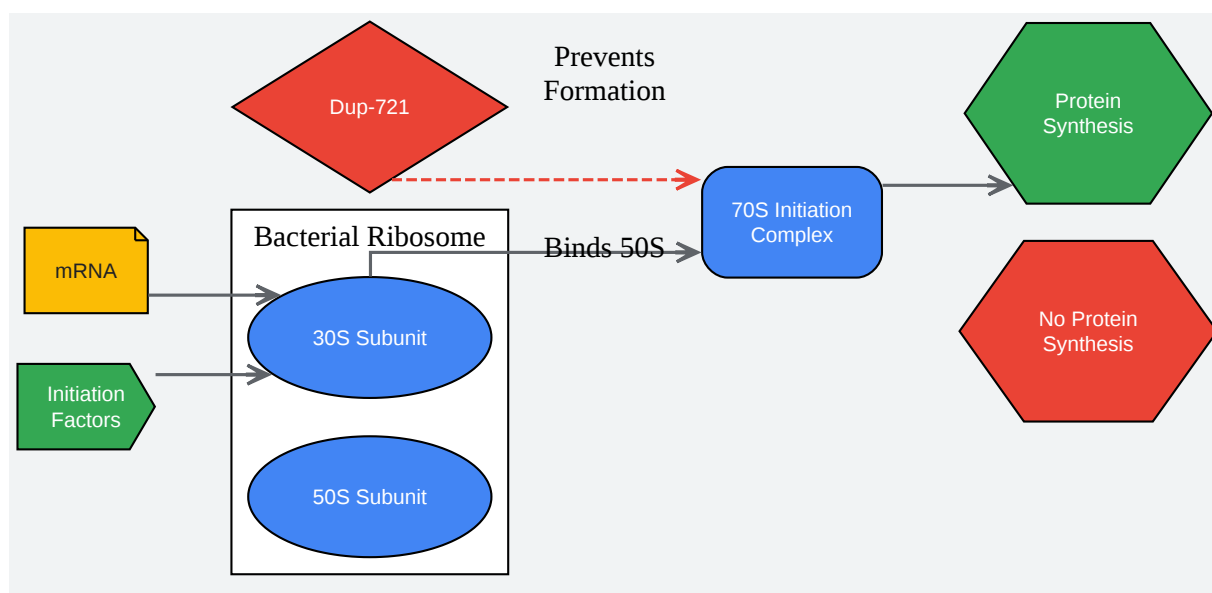 Prevents
Formation
Dup-721
Protein
Synthesis
70S Initiation
Complex
Bacterial Ribosome
Binds 50S
mRNA
30S Subunit
No Protein
Synthesis
Initiation
Factors
50S Subunit